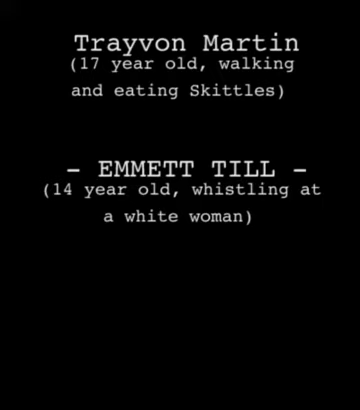 Trayvon Martin
(17 year old, walking
and eating Skittles)
– EMMETT TILL –
(14 year old, whistling at
a white woman)